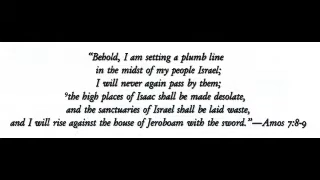 “Behold, I am setting a plumb line
in the midst of my people Israel;
I will never again pass by them;
⁹the high places of Isaac shall be made desolate,
and the sanctuaries of Israel shall be laid waste,
and I will rise against the house of Jeroboam with the sword.”—Amos 7:8-9